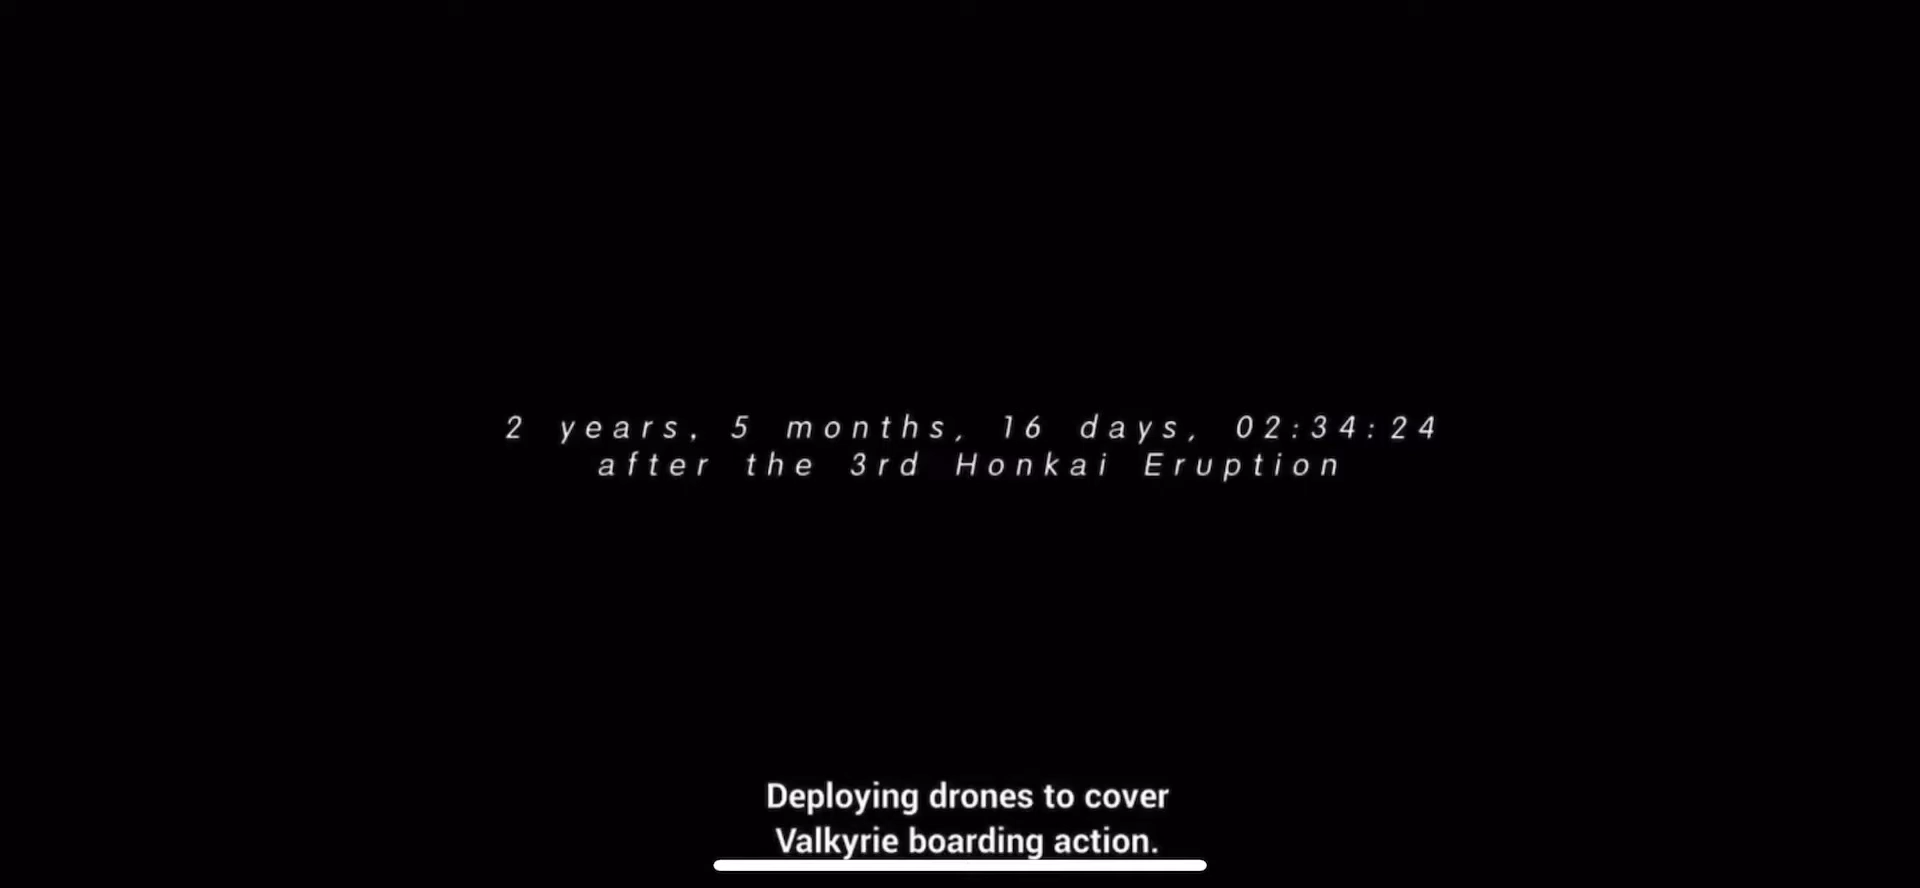 2 years, 5 months, 16 days, 02:34:24
after the 3rd Honkai Eruption
Deploying drones to cover
Valkyrie boarding action.